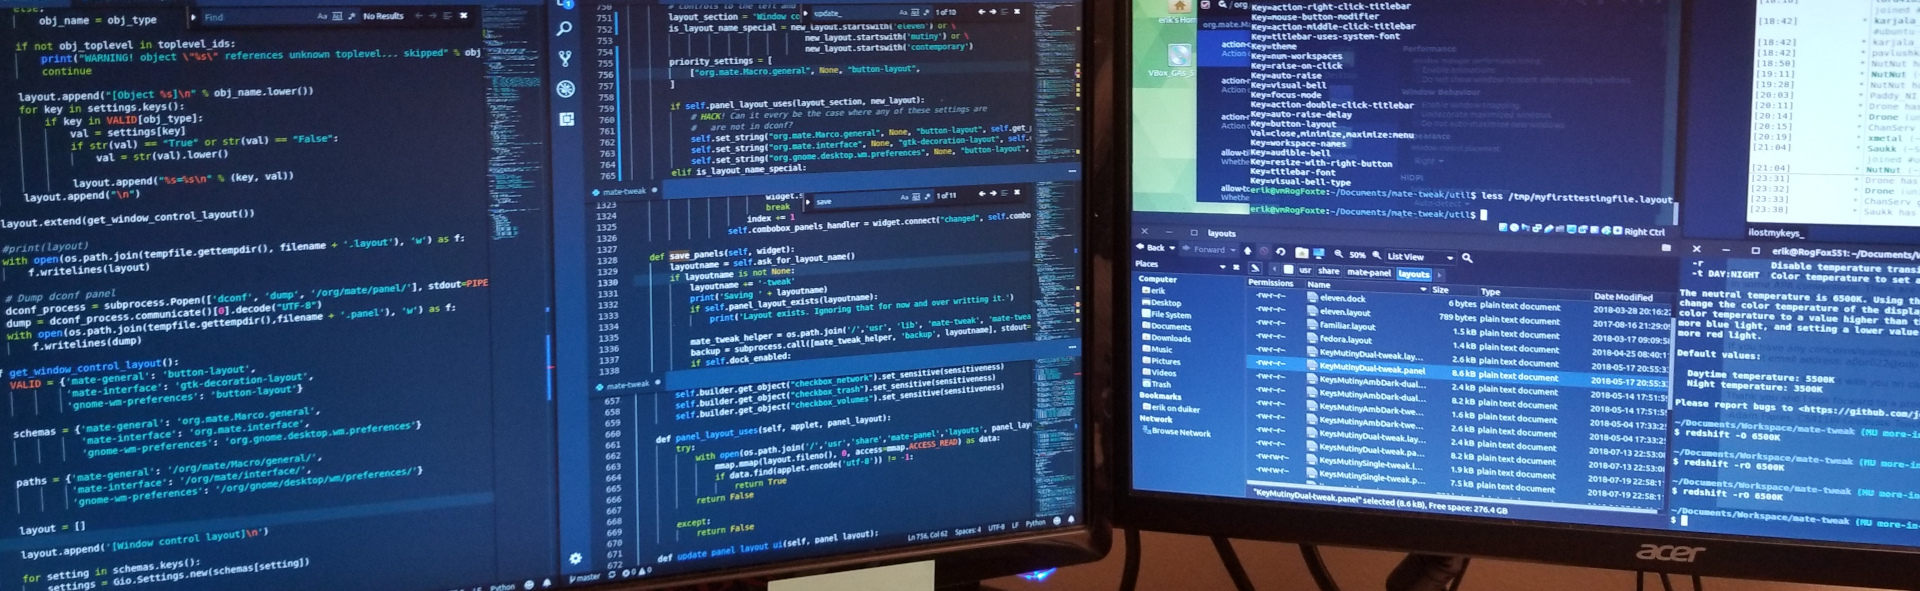 else:
obj_name = obj_type
Find
No Results
if not obj_toplevel in toplevel_ids:
print("WARNING! object \"%s\" references unknown toplevel... skipped" % obj
continue
layout.append("[Object %s]\n" % obj_name.lower())
for key in settings.keys():
if key in VALID[obj_type]:
val = settings[key]
if str(val) == "True" or str(val) == "False":
val = str(val).lower()
layout.append("%s=%s\n" % (key, val))
layout.append("\n")
layout.extend(get_window_control_layout())
#print(layout)
with open(os.path.join(tempfile.gettempdir(), filename + '.layout'), 'w') as f:
f.writelines(layout)
# Dump dconf panel
dconf_process = subprocess.Popen(['dconf', 'dump', '/org/mate/panel/'], stdout=PIPE
dump = dconf_process.communicate()[0].decode("UTF-8")
with open(os.path.join(tempfile.gettempdir(),filename + '.panel'), 'w') as f:
f.writelines(dump)
get_window_control_layout():
VALID = {'mate-general': 'button-layout',
'mate-interface': 'gtk-decoration-layout',
'gnome-wm-preferences': 'button-layout'}
schemas = {'mate-general': 'org.mate.Marco.general',
'mate-interface': 'org.mate.interface',
'gnome-wm-preferences': 'org.gnome.desktop.wm.preferences'}
paths = {'mate-general': '/org/mate/Macro/general/',
'mate-interface': '/org/mate/interface/',
'gnome-wm-preferences': '/org/gnome/desktop/wm/preferences/'}
layout = []
layout.append('[Window control layout]\n')
for setting in schemas.keys():
settings = Gio.Settings.new(schemas[setting])
Python
update_
1 of 10
751 layout_section = 'Window co
752 is_layout_name_special = new_layout.startswith('eleven') or \
753 new_layout.startswith('mutiny') or \
754 new_layout.startswith('contemporary')
755 priority_settings = [
756 ["org.mate.Macro.general", None, "button-layout",
757 ]
758
759 if self.panel_layout_uses(layout_section, new_layout):
760 # HACK! Can it every be the case where any of these settings are
761 # are not in dconf?
762 self.set_string("org.mate.Marco.general", None, "button-layout", self.get_
763 self.set_string("org.mate.interface", None, "gtk-decoration-layout", self.
764 self.set_string("org.gnome.desktop.wm.preferences", None, "button-layout",
765 elif is_layout_name_special:
mate-tweak
save
1 of 11
1323 break
1324 index += 1
1325 self.combobox_panels_handler = widget.connect("changed", self.combo
1326
1327 def save_panels(self, widget):
1328 layoutname = self.ask_for_layout_name()
1329 if layoutname is not None:
1330 layoutname += '-tweak'
1331 print('Saving ' + layoutname)
1332 if self.panel_layout_exists(layoutname):
1333 print('Layout exists. Ignoring that for now and over writting it.')
1334
1335 mate_tweak_helper = os.path.join('/','usr', 'lib', 'mate-tweak', 'mate-twea
1336 backup = subprocess.call([mate_tweak_helper, 'backup', layoutname], stdout=
1337 if self.dock_enabled:
1338
mate-tweak
657 self.builder.get_object("checkbox_network").set_sensitive(sensitiveness)
self.builder.get_object("checkbox_trash").set_sensitive(sensitiveness)
658 self.builder.get_object("checkbox_volumes").set_sensitive(sensitiveness)
659
660 def panel_layout_uses(self, applet, panel_layout):
661 try:
662 with open(os.path.join('/','usr','share','mate-panel','layouts', panel_lay
663 mmap.mmap(layout.fileno(), 0, access=mmap.ACCESS_READ) as data:
664 if data.find(applet.encode('utf-8')) != -1:
665 return True
666 return False
667
668 except:
669 return False
670
671
672 def update_panel_layout_ui(self, panel_layout):
Ln 756, Col 62 Spaces: 4 UTF-8 LF Python
master
0 0
erik's Hom
VBox_GAs_5
Key=action-right-click-titlebar
Key=mouse-button-modifier
Key=action-middle-click-titlebar
Key=titlebar-uses-system-font
Key=theme
Key=num-workspaces
Key=raise-on-click
Key=auto-raise
Key=visual-bell
Key=focus-mode
Key=action-double-click-titlebar
Key=auto-raise-delay
Key=button-layout
Val=close,minimize,maximize:menu
Key=workspace-names
Key=audible-bell
Key=resize-with-right-button
Key=titlebar-font
Key=visual-bell-type
erik@vmRogFoxte:~/Documents/mate-tweak/util$ less /tmp/myfirsttestingfile.layout
erik@vmRogFoxte:~/Documents/mate-tweak/util$
Right Ctrl
[18:42] karjala
[18:42] pavlushk
[18:50] NutNut
[19:11] NutNut
[19:28] NutNut
[20:03] Paddy_NI
[20:11] Drone has
[20:14] Drone
[20:15] ChanServ
[21:04] xmetal
Saukk
joined #u
[21:04] NutNut
[23:31] Drone has
[23:32] Drone
[23:33] ChanServ
[23:38] Saukk has
ilostmykeys_
layouts
Back Forward 50% List View
Places usr share mate-panel layouts
Computer
erik
Desktop
File System
Documents
Downloads
Music
Pictures
Videos
Trash
Bookmarks
erik on duiker
Network
Browse Network
Permissions Name Size Type Date Modified
-rw-r--r-- eleven.dock 6 bytes plain text document 2018-03-28 20:16:2
-rw-r--r-- eleven.layout 789 bytes plain text document 2017-08-16 21:29:0
-rw-r--r-- familiar.layout 1.5 kB plain text document 2018-03-17 09:09:5
-rw-r--r-- fedora.layout 1.4 kB plain text document 2018-04-25 08:40:1
-rw-r--r-- KeyMutinyDual-tweak.lay... 2.6 kB plain text document 2018-05-17 20:55:3
-rw-r--r-- KeyMutinyDual-tweak.panel 8.6 kB plain text document 2018-05-17 20:55:3
-rw-r--r-- KeysMutinyAmbDark-dual... 2.4 kB plain text document 2018-05-14 17:51:5
-rw-r--r-- KeysMutinyAmbDark-dual... 8.2 kB plain text document 2018-05-14 17:51:5
-rw-r--r-- KeysMutinyAmbDark-twe... 1.6 kB plain text document 2018-05-04 17:33:2
-rw-r--r-- KeysMutinyAmbDark-twe... 2.6 kB plain text document 2018-05-04 17:33:2
-rw-r--r-- KeysMutinyDual-tweak.lay... 2.4 kB plain text document 2018-07-13 22:53:0
-rw-r--r-- KeysMutinyDual-tweak.pa... 8.2 kB plain text document 2018-07-13 22:53:0
-rw-r--r-- KeysMutinySingle-tweak.l... 1.9 kB plain text document 2018-07-19 22:58:1
-rw-r--r-- KeysMutinySingle-tweak.... 7.5 kB plain text document 2018-07-19 22:58:1
"KeyMutinyDual-tweak.panel" selected (8.6 kB), Free space: 276.4 GB
erik@RogFox551: ~/Documents/W
-r Disable temperature transi
-t DAY:NIGHT Color temperature to set a
The neutral temperature is 6500K. Using th
change the color temperature of the displa
color temperature to a value higher than th
more blue light, and setting a lower value
more red light.
Default values:
Daytime temperature: 5500K
Night temperature: 3500K
Please report bugs to <https://github.com/j
~/Documents/Workspace/mate-tweak (MU more-in
$ redshift -O 6500K
~/Documents/Workspace/mate-tweak (MU more-in
$ redshift -rO 6500K
~/Documents/Workspace/mate-tweak (MU more-in
$ redshift -rO 6500K
~/Documents/Workspace/mate-tweak (MU more-in
$
acer